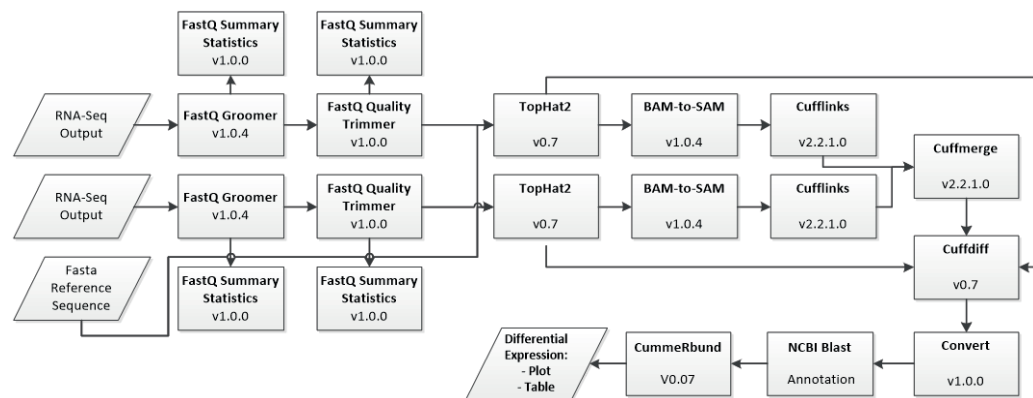 FastQ Summary
Statistics
v1.0.0
FastQ Summary
Statistics
v1.0.0
RNA-Seq
Output
FastQ Groomer
v1.0.4
FastQ Quality
Trimmer
v1.0.0
TopHat2
v0.7
BAM-to-SAM
v1.0.4
Cufflinks
v2.2.1.0
Cuffmerge
v2.2.1.0
RNA-Seq
Output
FastQ Groomer
v1.0.4
FastQ Quality
Trimmer
v1.0.0
TopHat2
v0.7
BAM-to-SAM
v1.0.4
Cufflinks
v2.2.1.0
Cuffdiff
v0.7
Fasta
Reference
Sequence
FastQ Summary
Statistics
v1.0.0
FastQ Summary
Statistics
v1.0.0
Differential
Expression:
- Plot
- Table
CummeRbund
V0.07
NCBI Blast
Annotation
Convert
v1.0.0